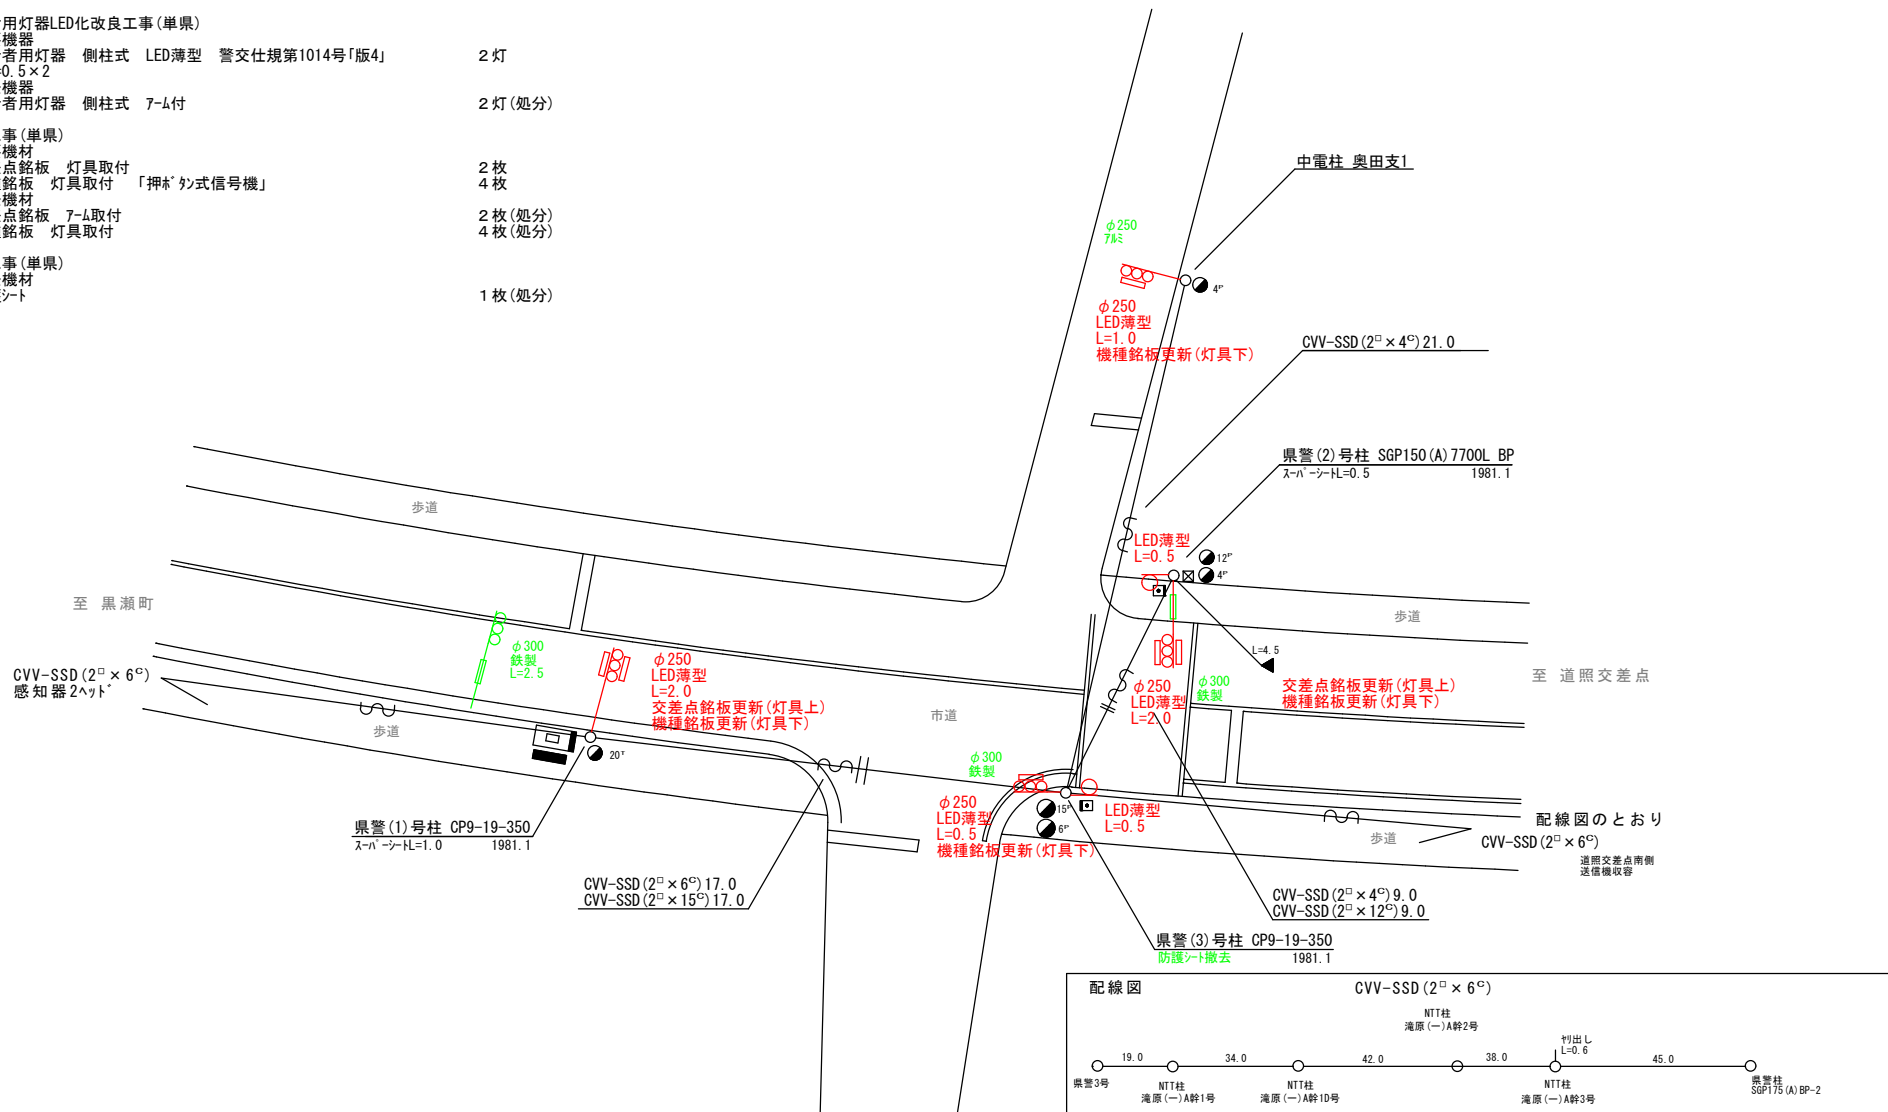 用灯器LED化改良工事(単県)
機器
者用灯器 側柱式 LED薄型 警交仕規第1014号｢版4｣ 2灯
=0.5×2
機器
者用灯器 側柱式 ｱｰﾑ付 2灯(処分)
事(単県)
機材
点銘板 灯具取付 2枚
銘板 灯具取付 ｢押ﾎﾞﾀﾝ式信号機｣ 4枚
機材
点銘板 ｱｰﾑ取付 2枚(処分)
銘板 灯具取付 4枚(処分)
事(単県)
機材
ｼｰﾄ 1枚(処分)
中電柱 奥田支1
φ250
ｱﾙﾐ
4P
φ250
LED薄型
L=1.0
機種銘板更新(灯具下)
CVV-SSD(2□×4C)21.0
県警(2)号柱 SGP150(A)7700L BP
ｽｰﾊﾟｰｼｰﾄL=0.5 1981.1
歩道
LED薄型
L=0.5
12P
4P
至 黒瀬町
歩道
φ300
鉄製
L=2.5
φ250
LED薄型
L=2.0
交差点銘板更新(灯具上)
機種銘板更新(灯具下)
L=4.5
至 道照交差点
CVV-SSD(2□×6C)
感知器2ﾍｯﾄﾞ
φ250
LED薄型
L=2.0
φ300
鉄製
交差点銘板更新(灯具上)
機種銘板更新(灯具下)
歩道
市道
20T
φ300
鉄製
φ250
LED薄型
L=0.5
機種銘板更新(灯具下)
15P
6P
LED薄型
L=0.5
県警(1)号柱 CP9-19-350
ｽｰﾊﾟｰｼｰﾄL=1.0 1981.1
配線図のとおり
歩道
CVV-SSD(2□×6C)
道照交差点南側
送信機収容
CVV-SSD(2□×6C)17.0
CVV-SSD(2□×15C)17.0
CVV-SSD(2□×4C)9.0
CVV-SSD(2□×12C)9.0
県警(3)号柱 CP9-19-350
防護ｼｰﾄ撤去 1981.1
配線図 CVV-SSD(2□×6C)
NTT柱
滝原(一)A幹2号
19.0 34.0 42.0 38.0 45.0
ﾔﾘ出し
L=0.6
県警3号
NTT柱
滝原(一)A幹1号
NTT柱
滝原(一)A幹1D号
NTT柱
滝原(一)A幹3号
県警柱
SGP175(A)BP-2